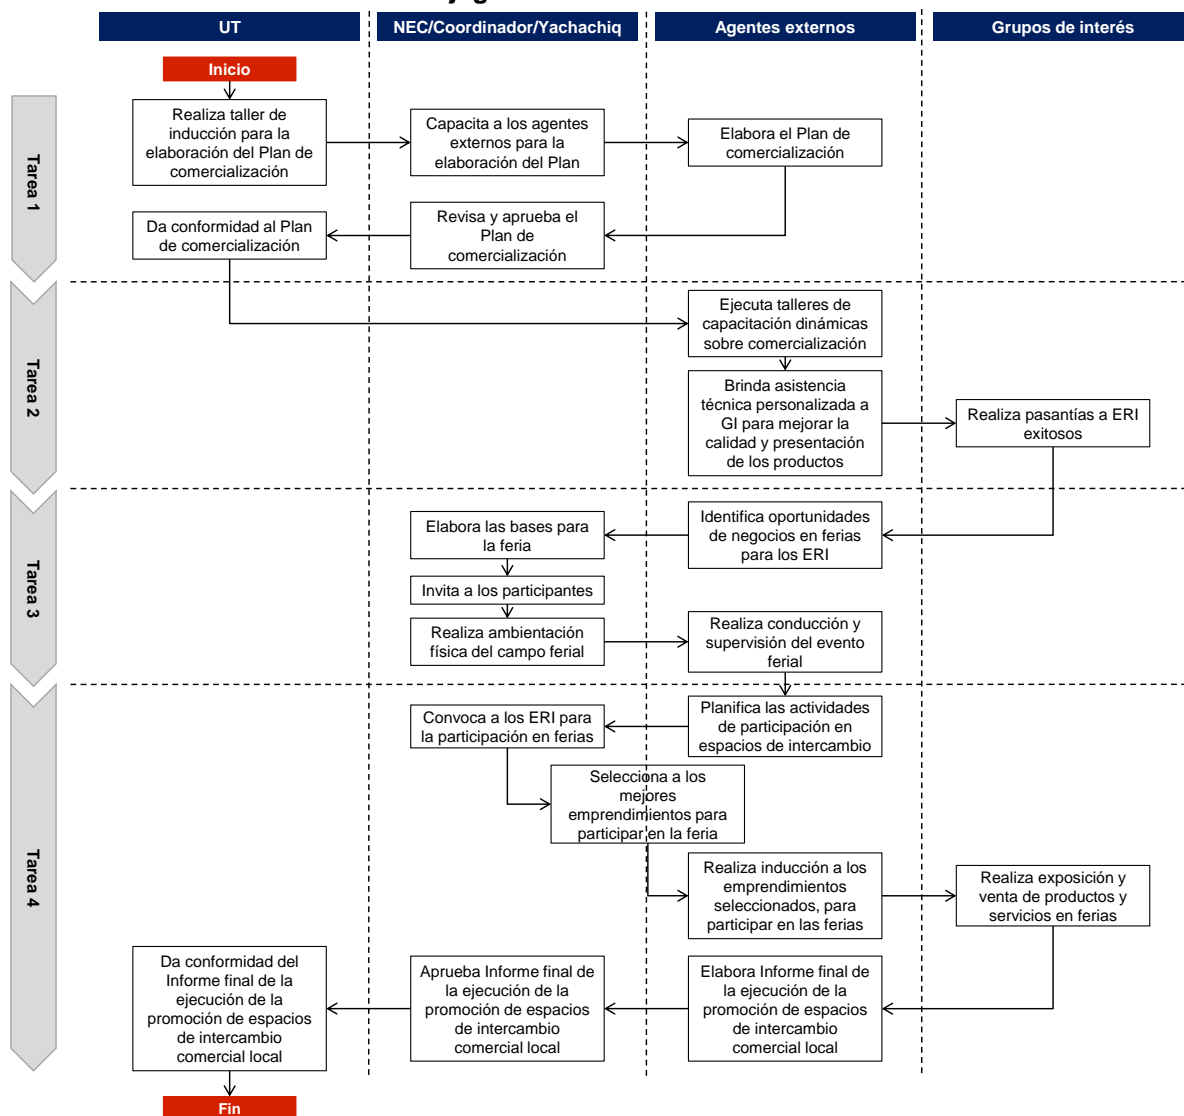 UT
NEC/Coordinador/Yachachiq
Agentes externos
Grupos de interés
Inicio
Tarea 1
Realiza taller de
inducción para la
elaboración del Plan de
comercialización
Capacita a los agentes
externos para la
elaboración del Plan
Elabora el Plan de
comercialización
Da conformidad al Plan
de comercialización
Revisa y aprueba el
Plan de
comercialización
Tarea 2
Ejecuta talleres de
capacitación dinámicas
sobre comercialización
Brinda asistencia
técnica personalizada a
GI para mejorar la
calidad y presentación
de los productos
Realiza pasantías a ERI
exitosos
Tarea 3
Elabora las bases para
la feria
Identifica oportunidades
de negocios en ferias
para los ERI
Invita a los participantes
Realiza ambientación
física del campo ferial
Realiza conducción y
supervisión del evento
ferial
Tarea 4
Convoca a los ERI para
la participación en ferias
Planifica las actividades
de participación en
espacios de intercambio
Selecciona a los
mejores
emprendimientos para
participar en la feria
Realiza inducción a los
emprendimientos
seleccionados, para
participar en las ferias
Realiza exposición y
venta de productos y
servicios en ferias
Da conformidad del
Informe final de la
ejecución de la
promoción de espacios
de intercambio
comercial local
Aprueba Informe final de
la ejecución de la
promoción de espacios
de intercambio
comercial local
Elabora Informe final de
la ejecución de la
promoción de espacios
de intercambio
comercial local
Fin